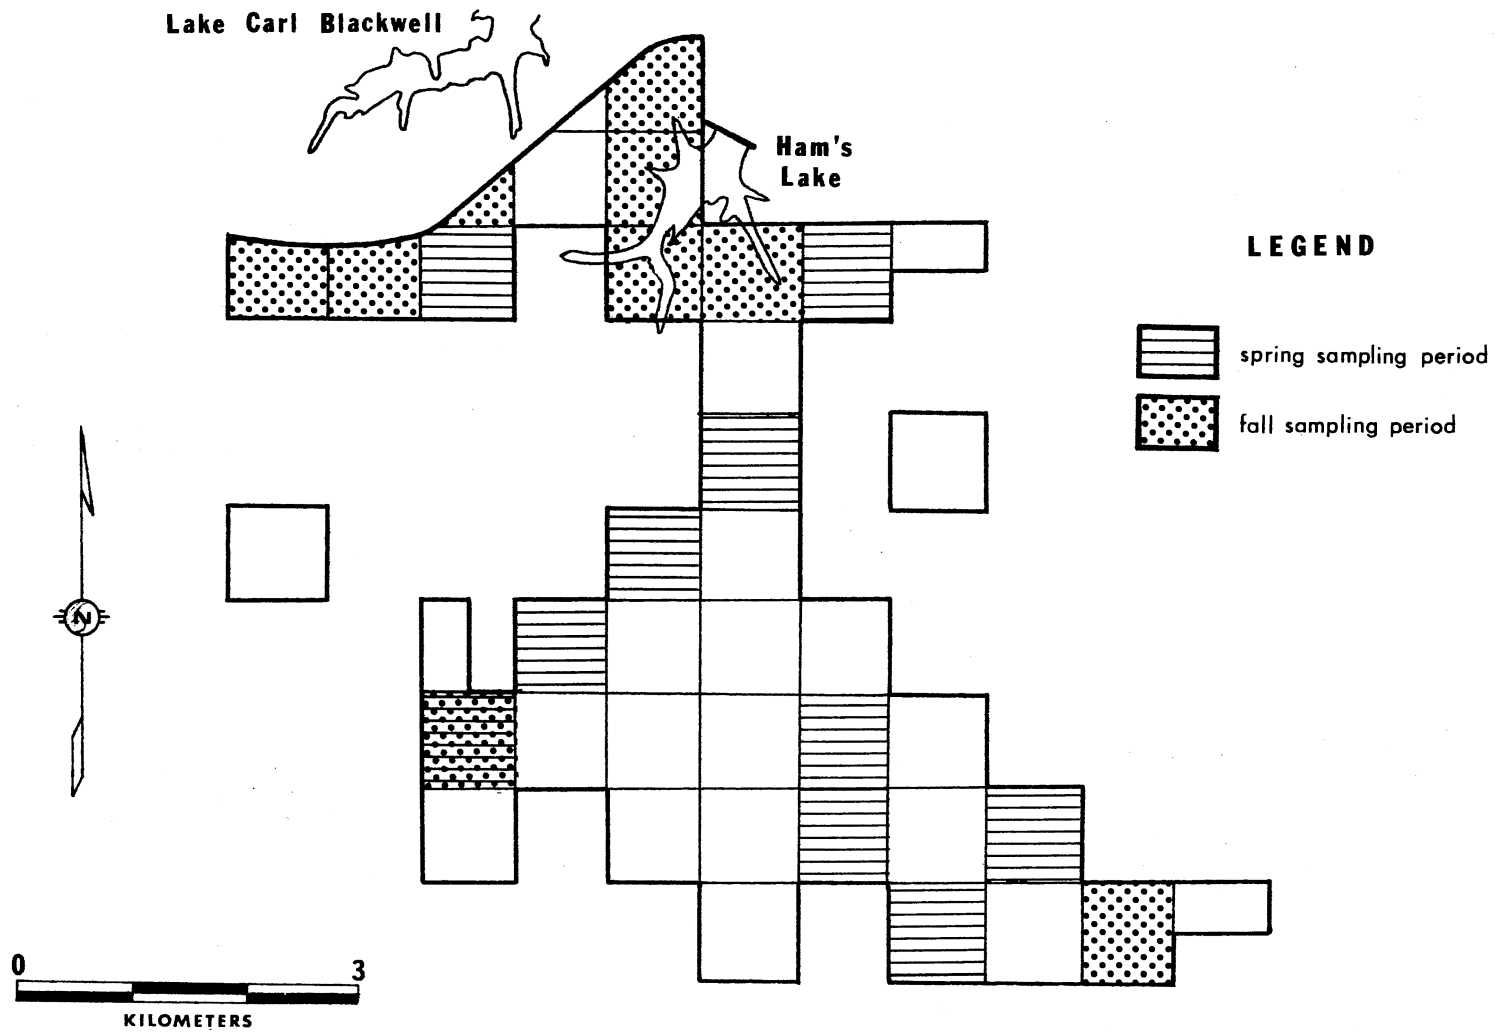 Lake Carl Blackwell
Ham's
Lake
LEGEND
spring sampling period
fall sampling period
N
0 3
KILOMETERS